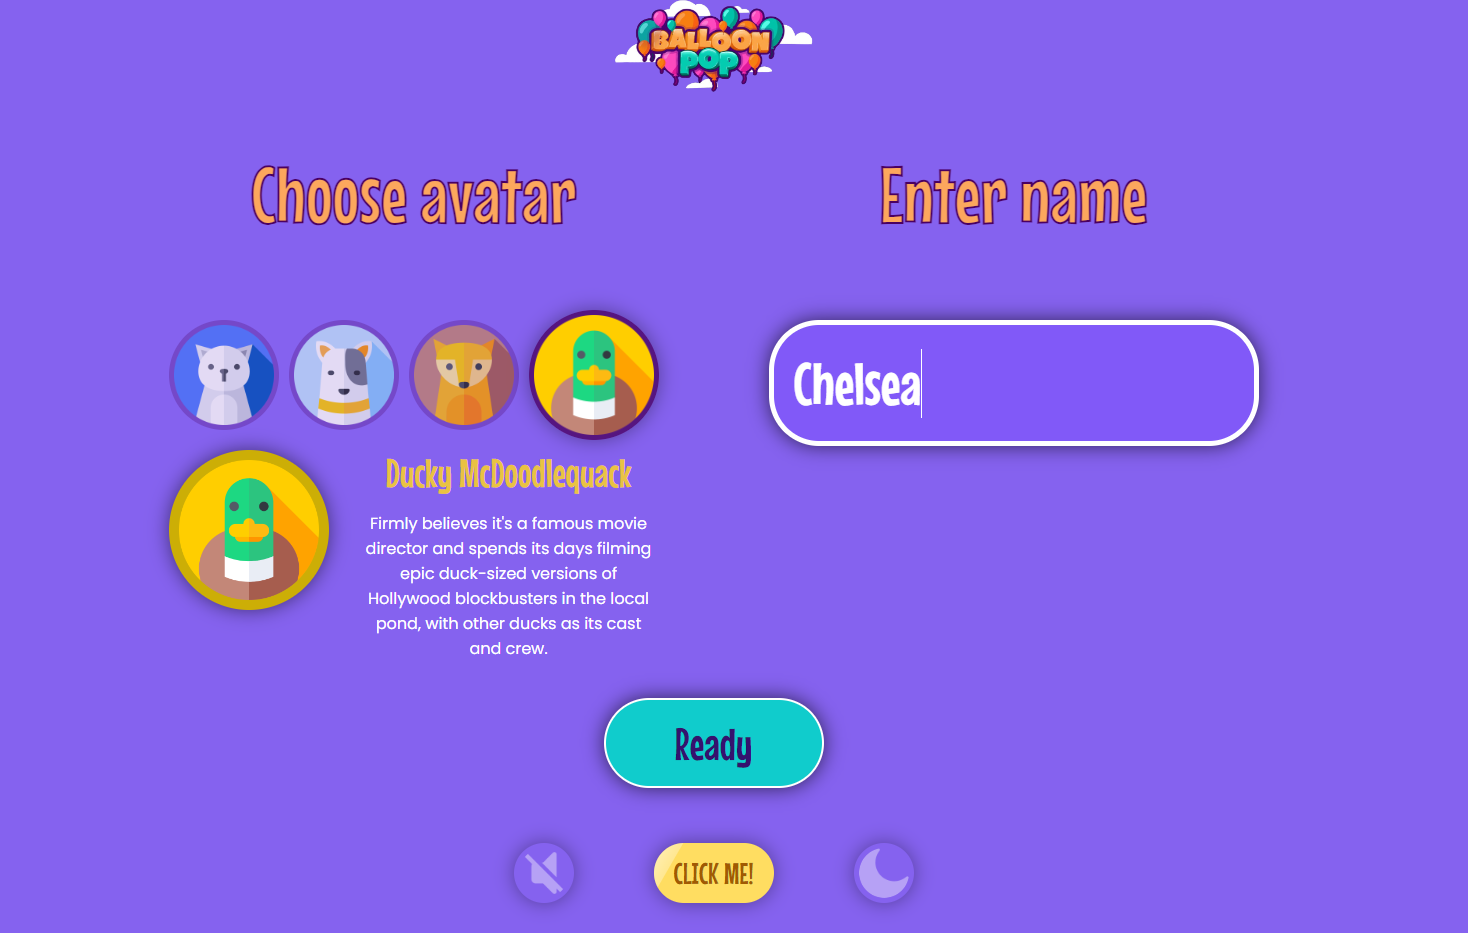 BALLOON
POP
Choose avatar
Enter name
Chelsea
Ducky McDoodlequack
Firmly believes it's a famous movie
director and spends its days filming
epic duck-sized versions of
Hollywood blockbusters in the local
pond, with other ducks as its cast
and crew.
Ready
CLICK ME!